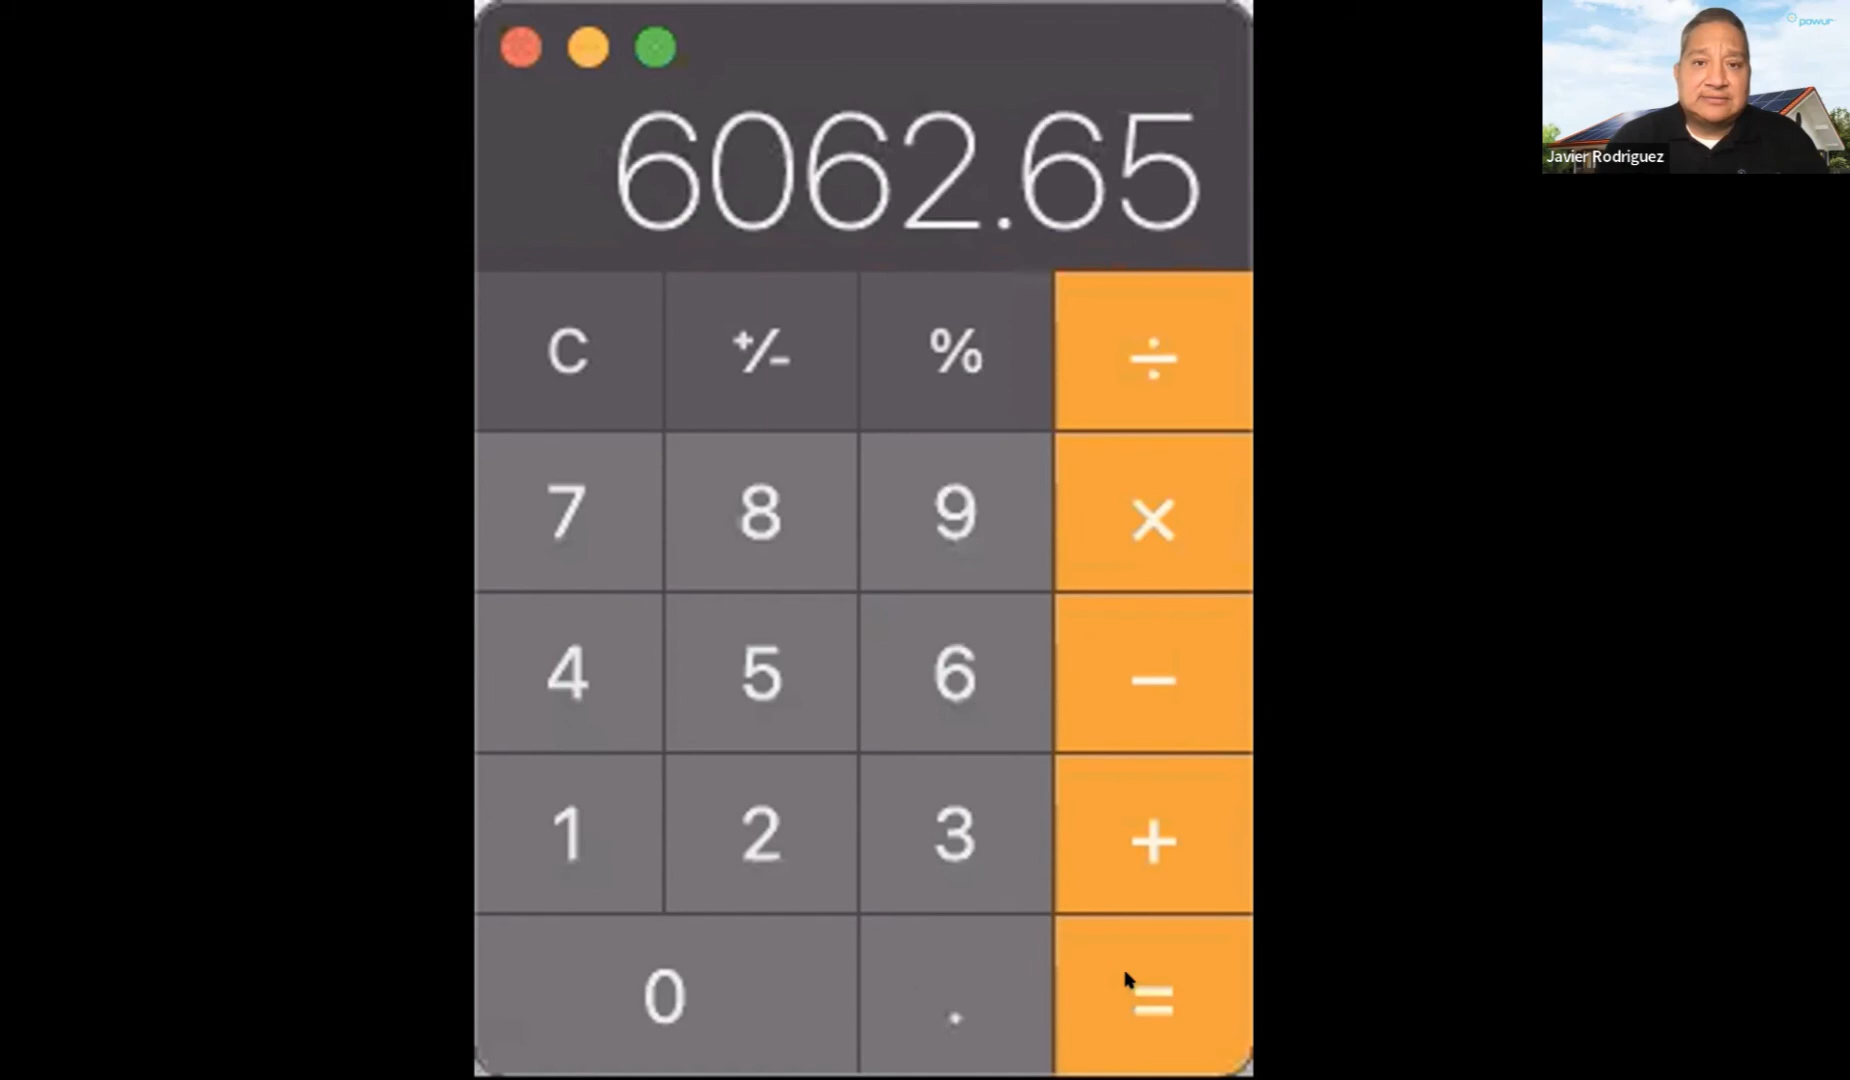 6062.65
C +/- % ÷
7 8 9 ×
4 5 6 −
1 2 3 +
0 . =
powur
Javier Rodriguez